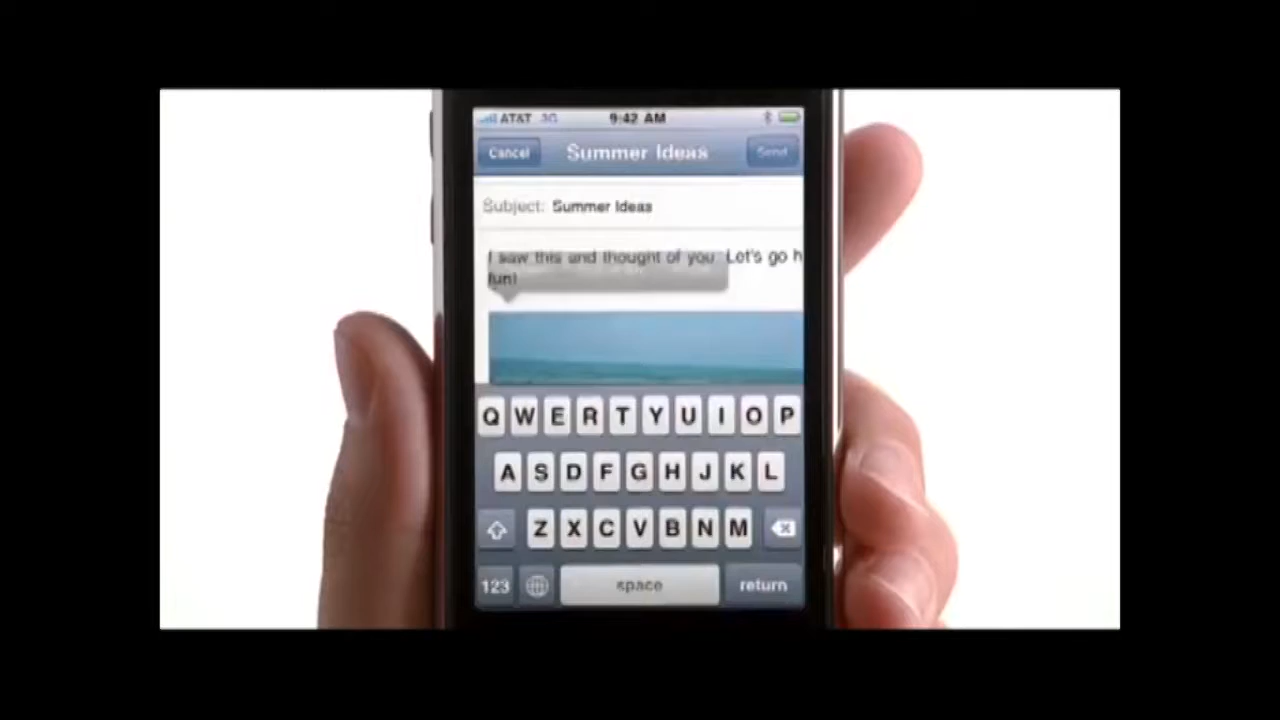 AT&T 3G 9:42 AM
Cancel Summer Ideas Send
Subject: Summer Ideas
I saw this and thought of you. Let's go h
fun!
Q W E R T Y U I O P
A S D F G H J K L
Z X C V B N M
123 space return